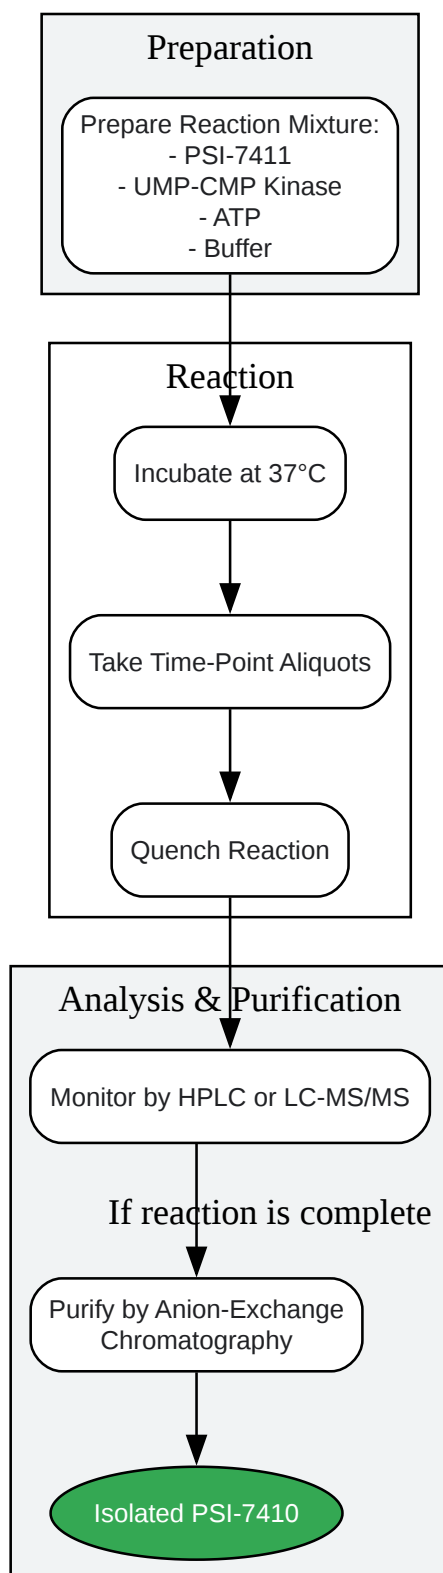 Preparation
Prepare Reaction Mixture:
- PSI-7411
- UMP-CMP Kinase
- ATP
- Buffer
Reaction
Incubate at 37°C
Take Time-Point Aliquots
Quench Reaction
Analysis & Purification
Monitor by HPLC or LC-MS/MS
If reaction is complete
Purify by Anion-Exchange
Chromatography
Isolated PSI-7410